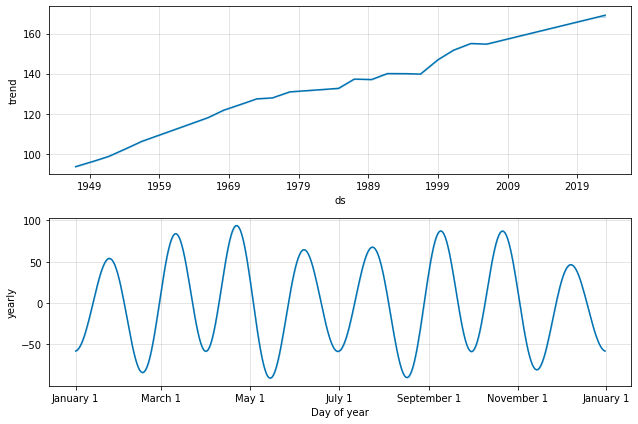 160
140
120
100
trend
1949 1959 1969 1979 1989 1999 2009 2019
ds
100
50
0
−50
yearly
January 1 March 1 May 1 July 1 September 1 November 1 January 1
Day of year